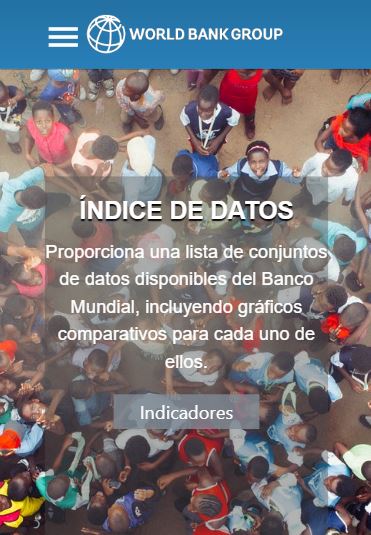 WORLD BANK GROUP
ÍNDICE DE DATOS
Proporciona una lista de conjuntos
de datos disponibles del Banco
Mundial, incluyendo gráficos
comparativos para cada uno de
ellos.
Indicadores